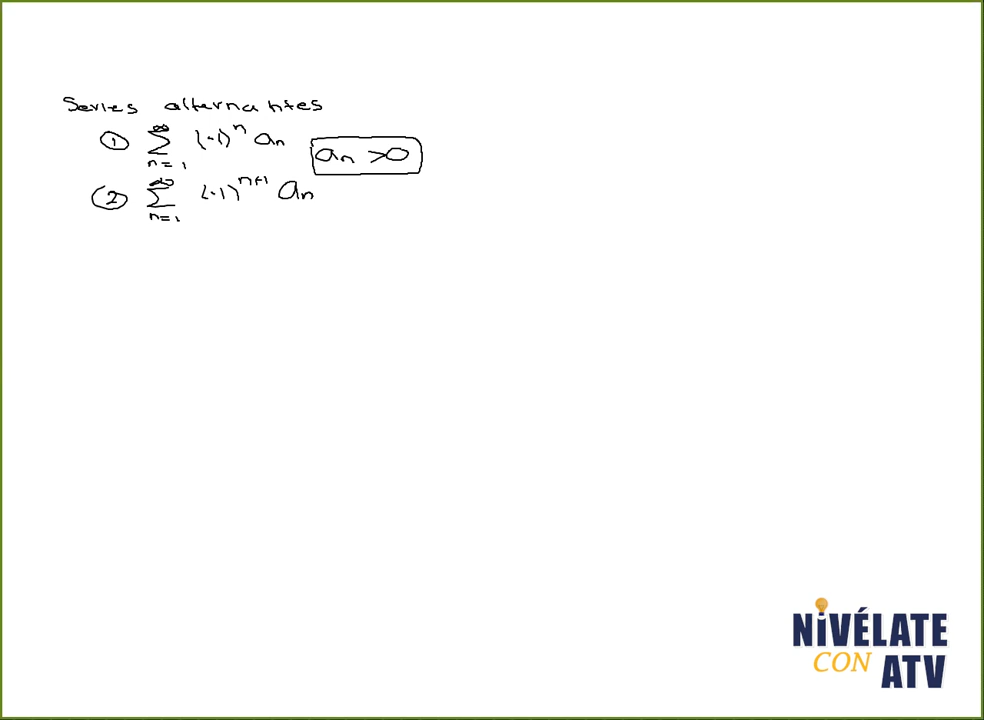 Series alternantes
① ∑_{n=1}^{∞} (-1)^n a_n
a_n > 0
② ∑_{n=1}^{∞} (-1)^{n+1} a_n
NIVÉLATE
CON
ATV